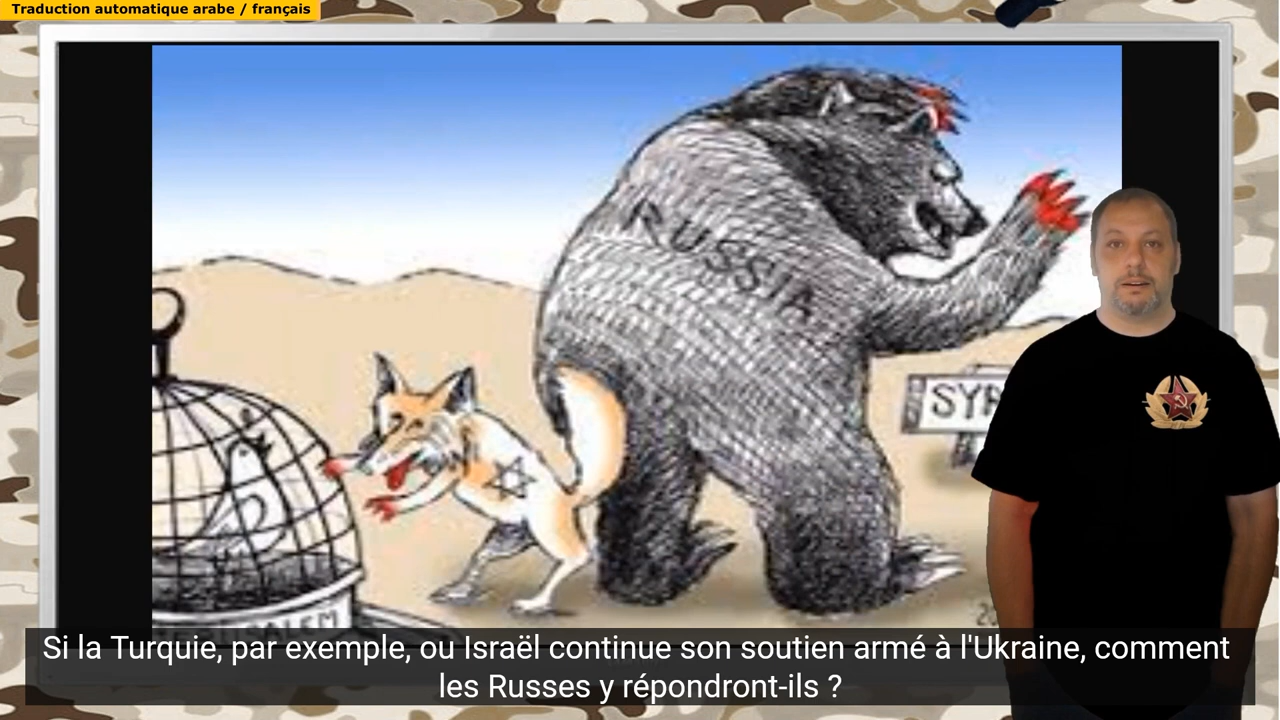 Traduction automatique arabe / français
RUSSIA
Si la Turquie, par exemple, ou Israël continue son soutien armé à l'Ukraine, comment
les Russes y répondront-ils ?